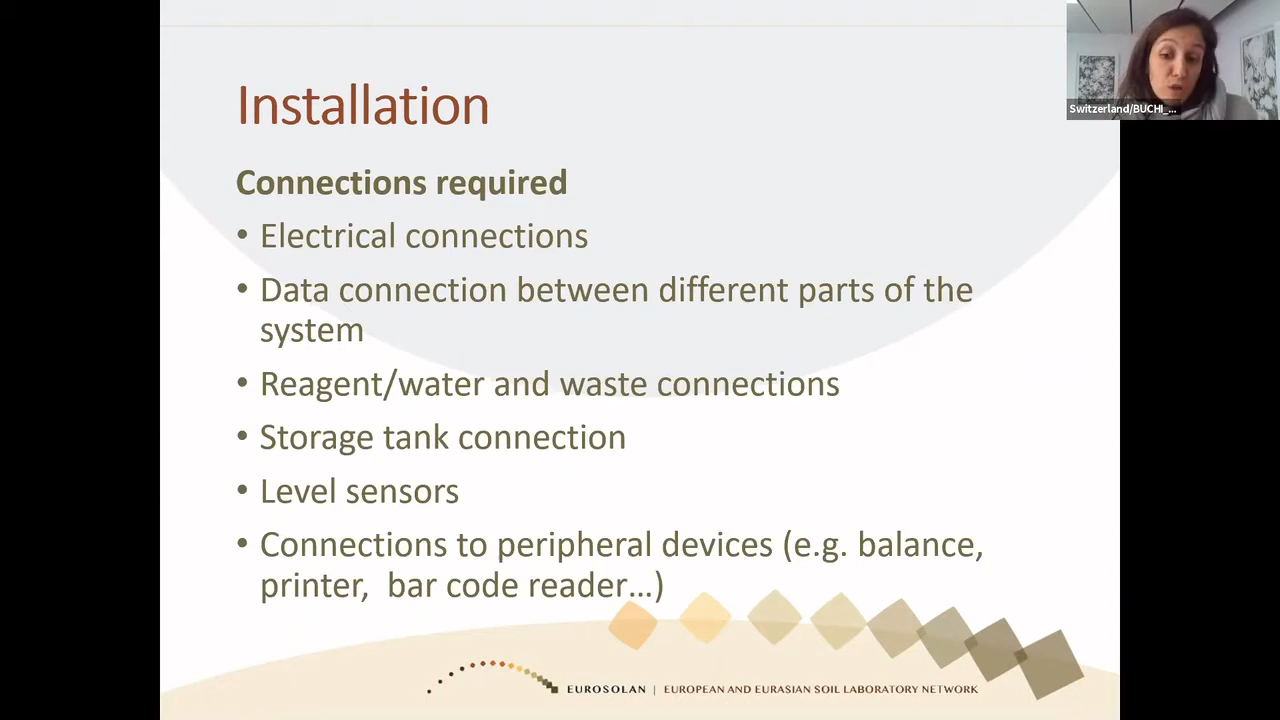 Installation
Switzerland/BUCHI_...
Connections required
• Electrical connections
• Data connection between different parts of the
system
• Reagent/water and waste connections
• Storage tank connection
• Level sensors
• Connections to peripheral devices (e.g. balance,
printer,  bar code reader…)
EUROSOLAN | EUROPEAN AND EURASIAN SOIL LABORATORY NETWORK